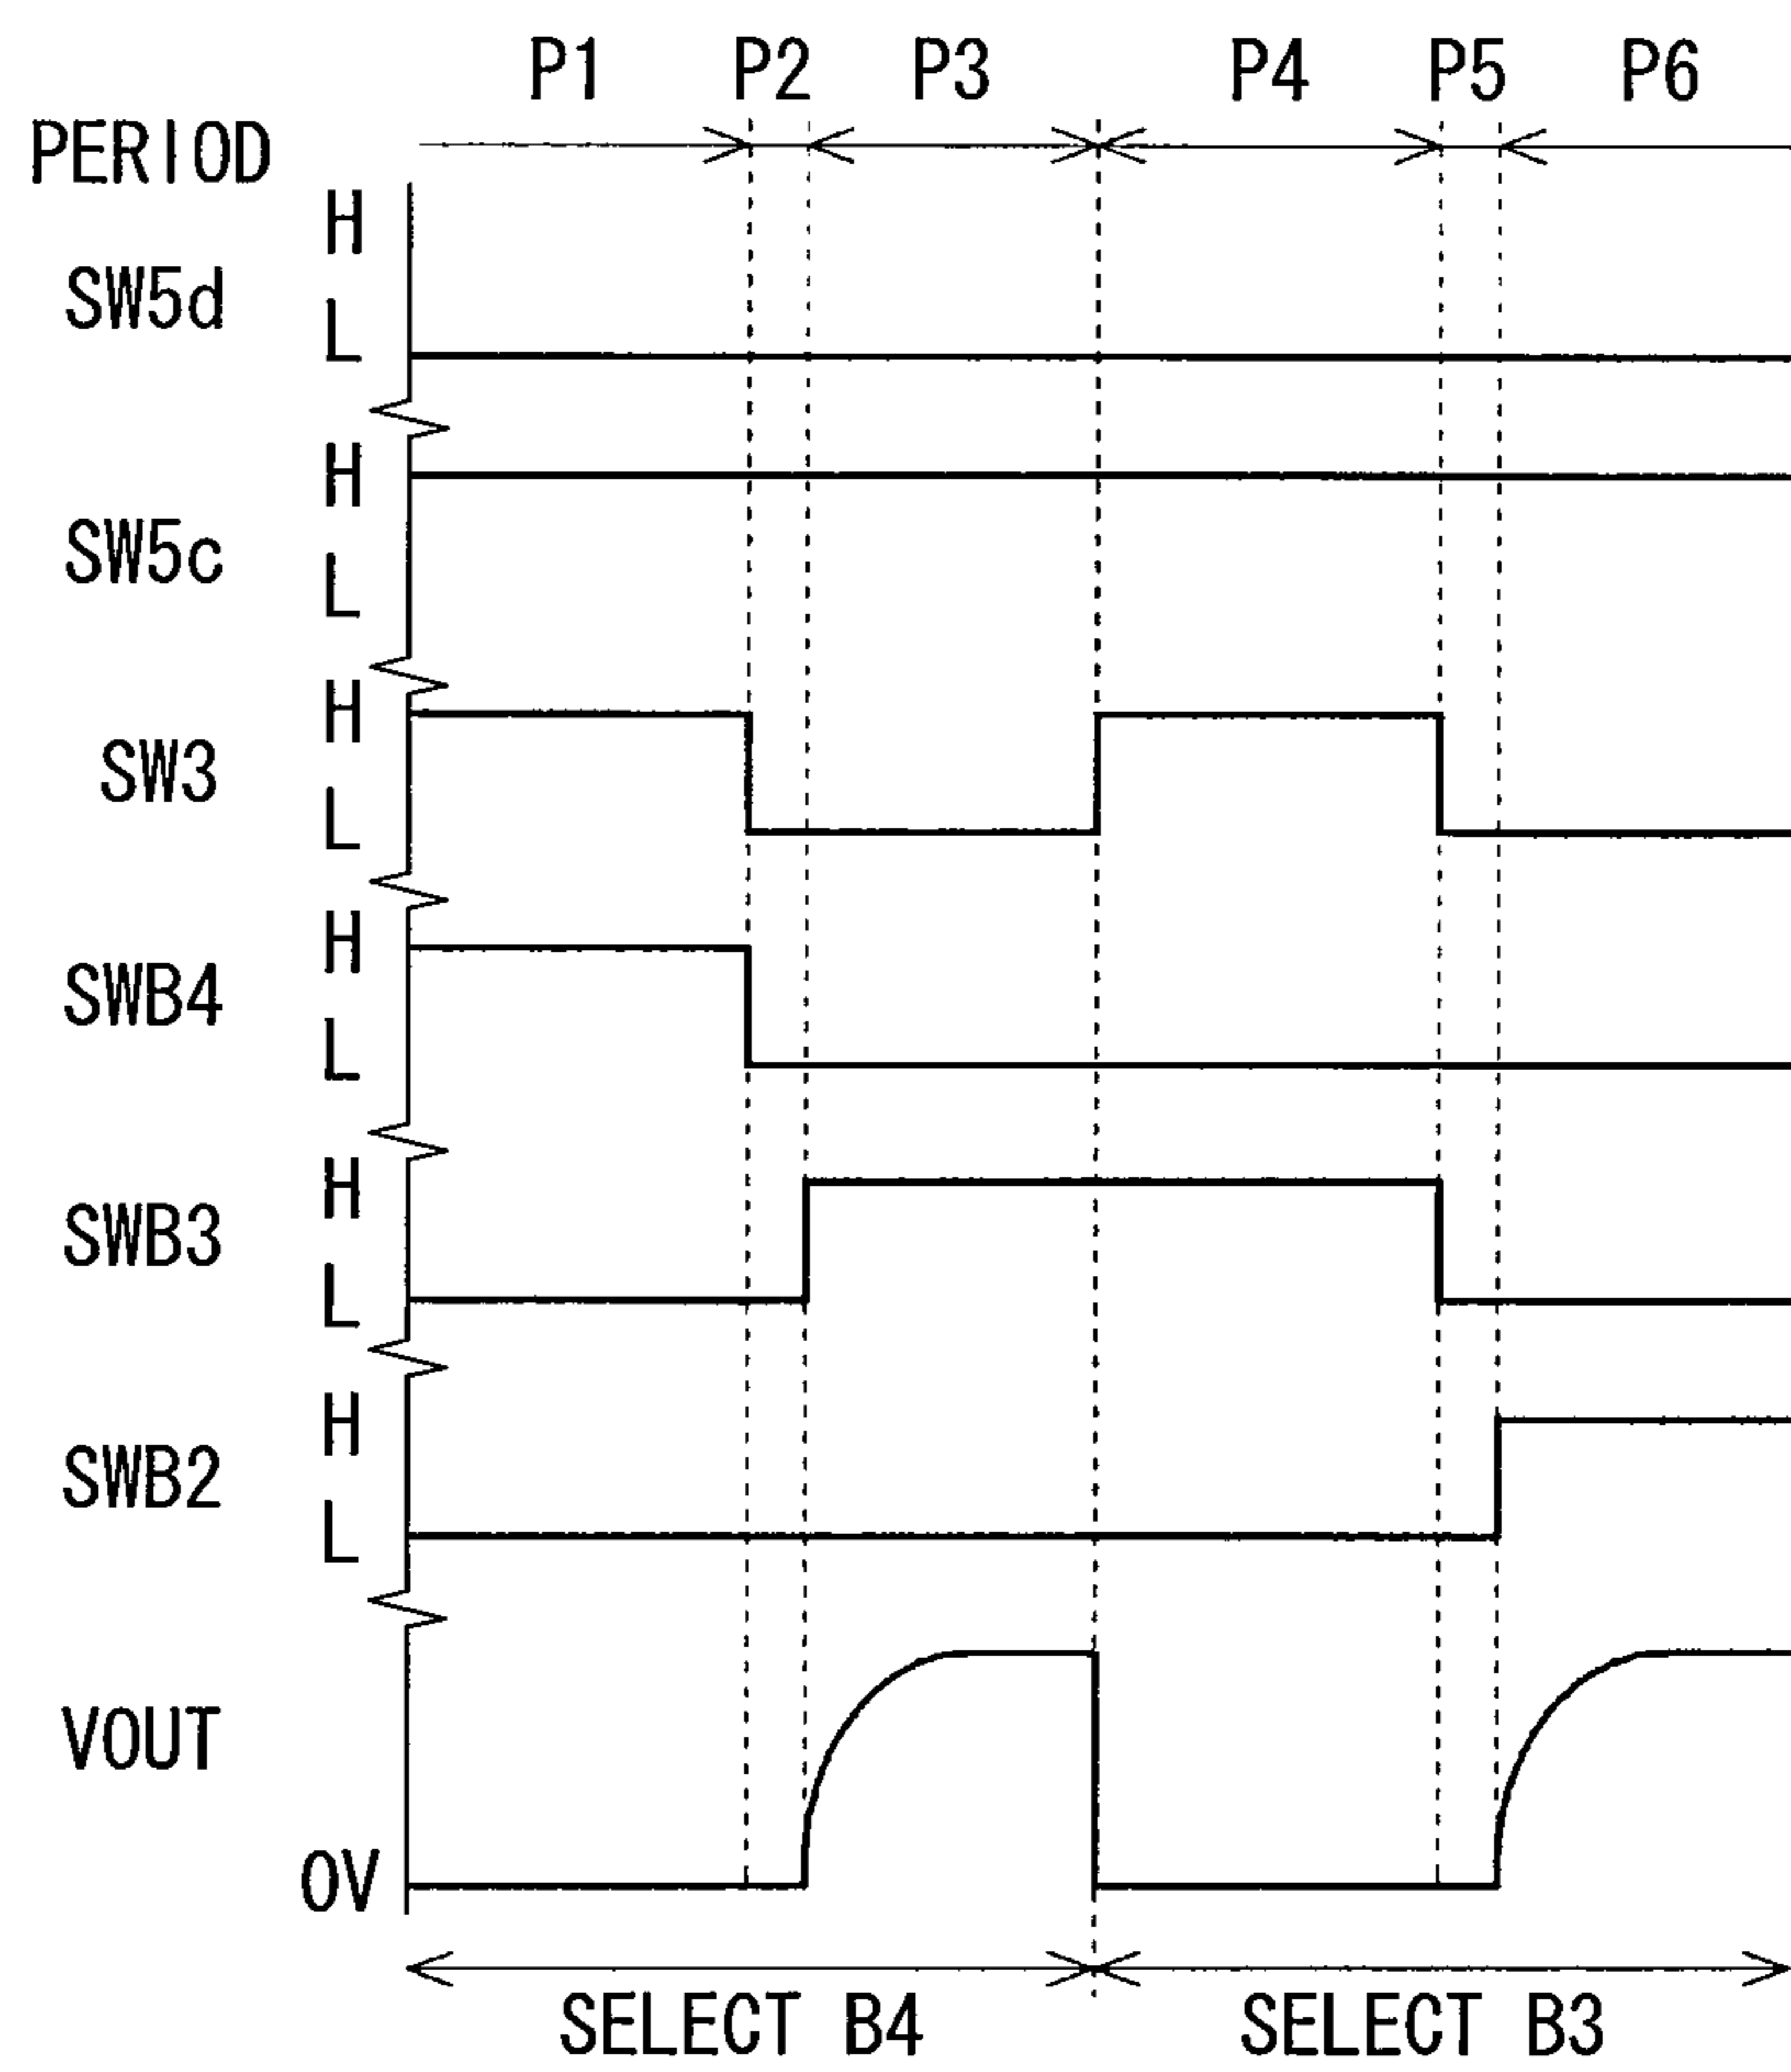 P1 P2 P3 P4 P5 P6
PERIOD
H
SW5d
L
H
SW5c
L
H
SW3
L
H
SWB4
L
H
SWB3
L
H
SWB2
L
VOUT
0V
SELECT B4 SELECT B3